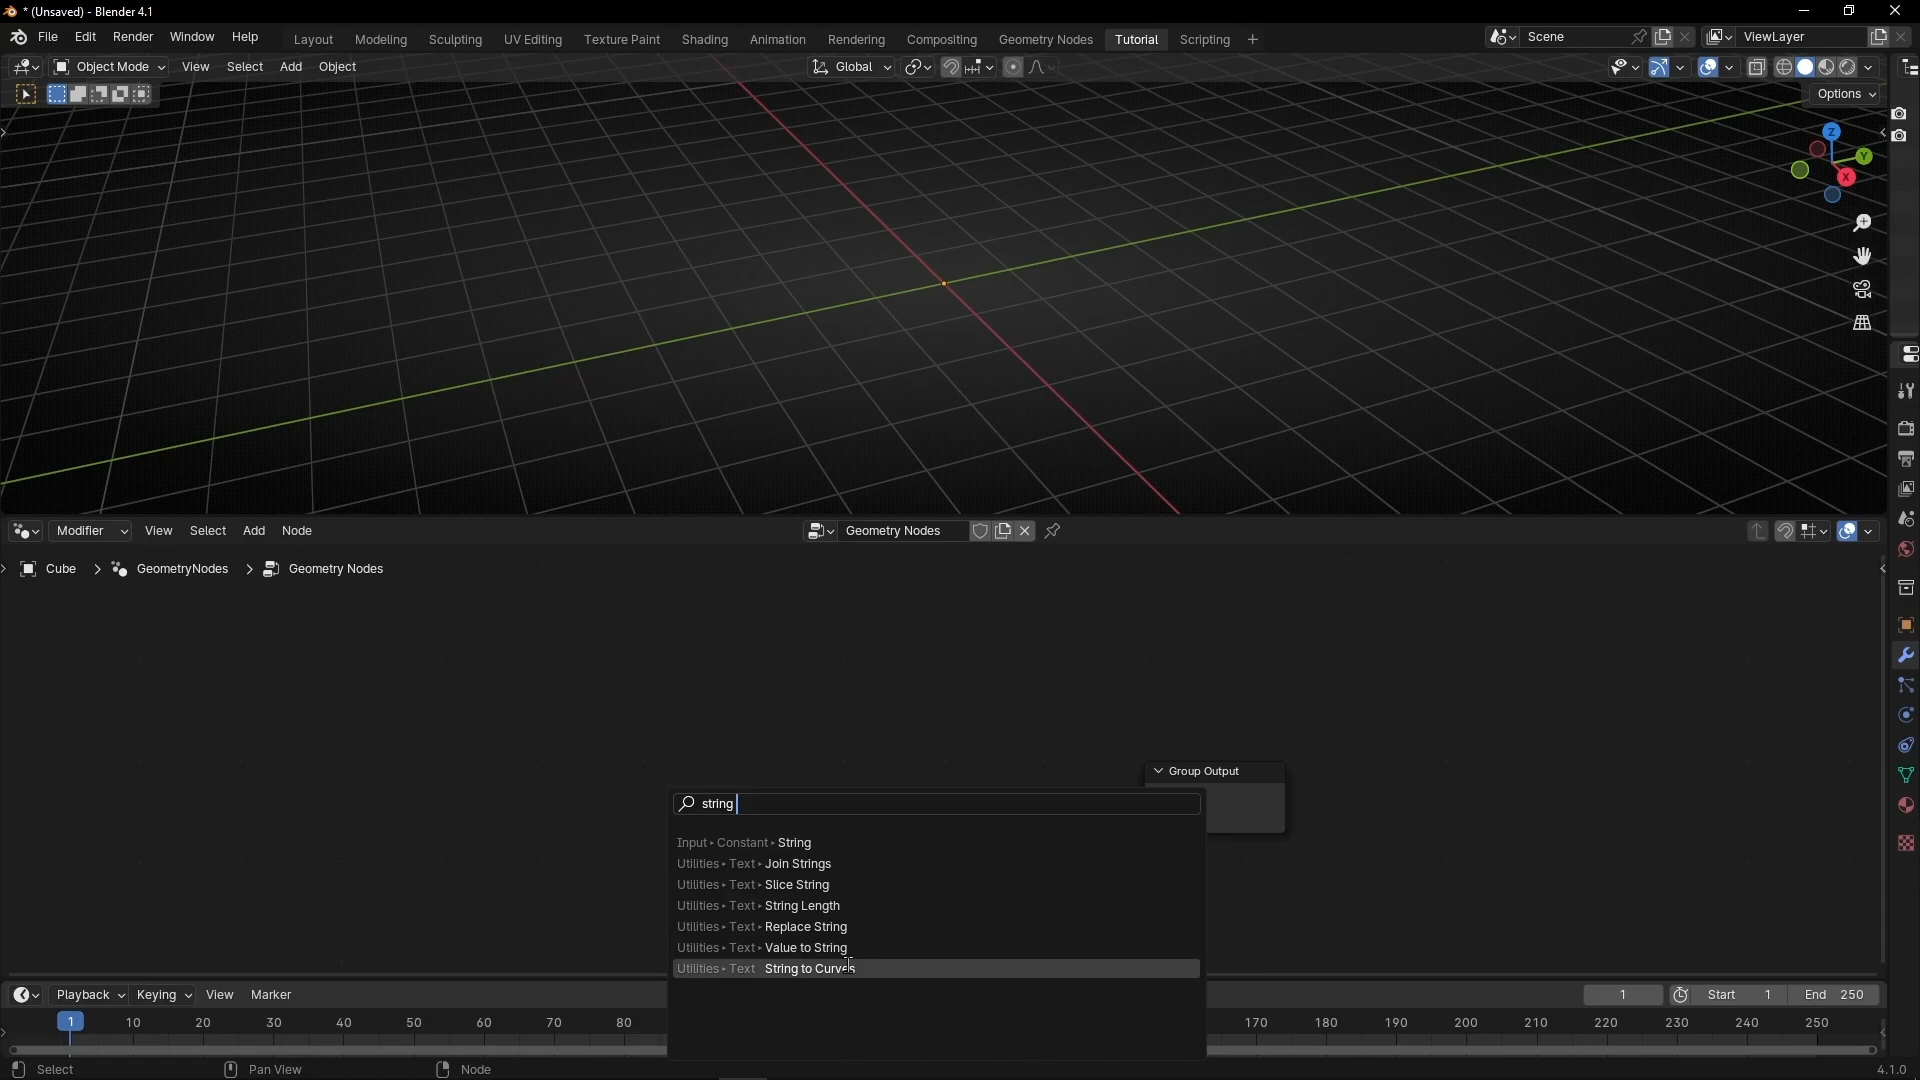 * (Unsaved) - Blender 4.1
File Edit Render Window Help Layout Modeling Sculpting UV Editing Texture Paint Shading Animation Rendering Compositing Geometry Nodes Tutorial Scripting + Scene ViewLayer
Object Mode View Select Add Object Global
Options
Z
Y
X
Modifier View Select Add Node Geometry Nodes
Cube > GeometryNodes > Geometry Nodes
Group Output
string
Input ▸ Constant ▸ String
Utilities ▸ Text ▸ Join Strings
Utilities ▸ Text ▸ Slice String
Utilities ▸ Text ▸ String Length
Utilities ▸ Text ▸ Replace String
Utilities ▸ Text ▸ Value to String
Utilities ▸ Text String to Curves
Playback Keying View Marker 1 Start 1 End 250
1 10 20 30 40 50 60 70 80 170 180 190 200 210 220 230 240 250
Select Pan View Node 4.1.0